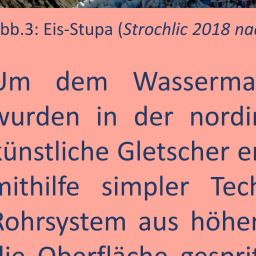 bb.3: Eis-Stupa (Strochlic 2018 nac
Um dem Wasserma
wurden in der nordin
künstliche Gletscher er
mithilfe simpler Tech
Rohrsystem aus höher
die Oberfläche gesprit